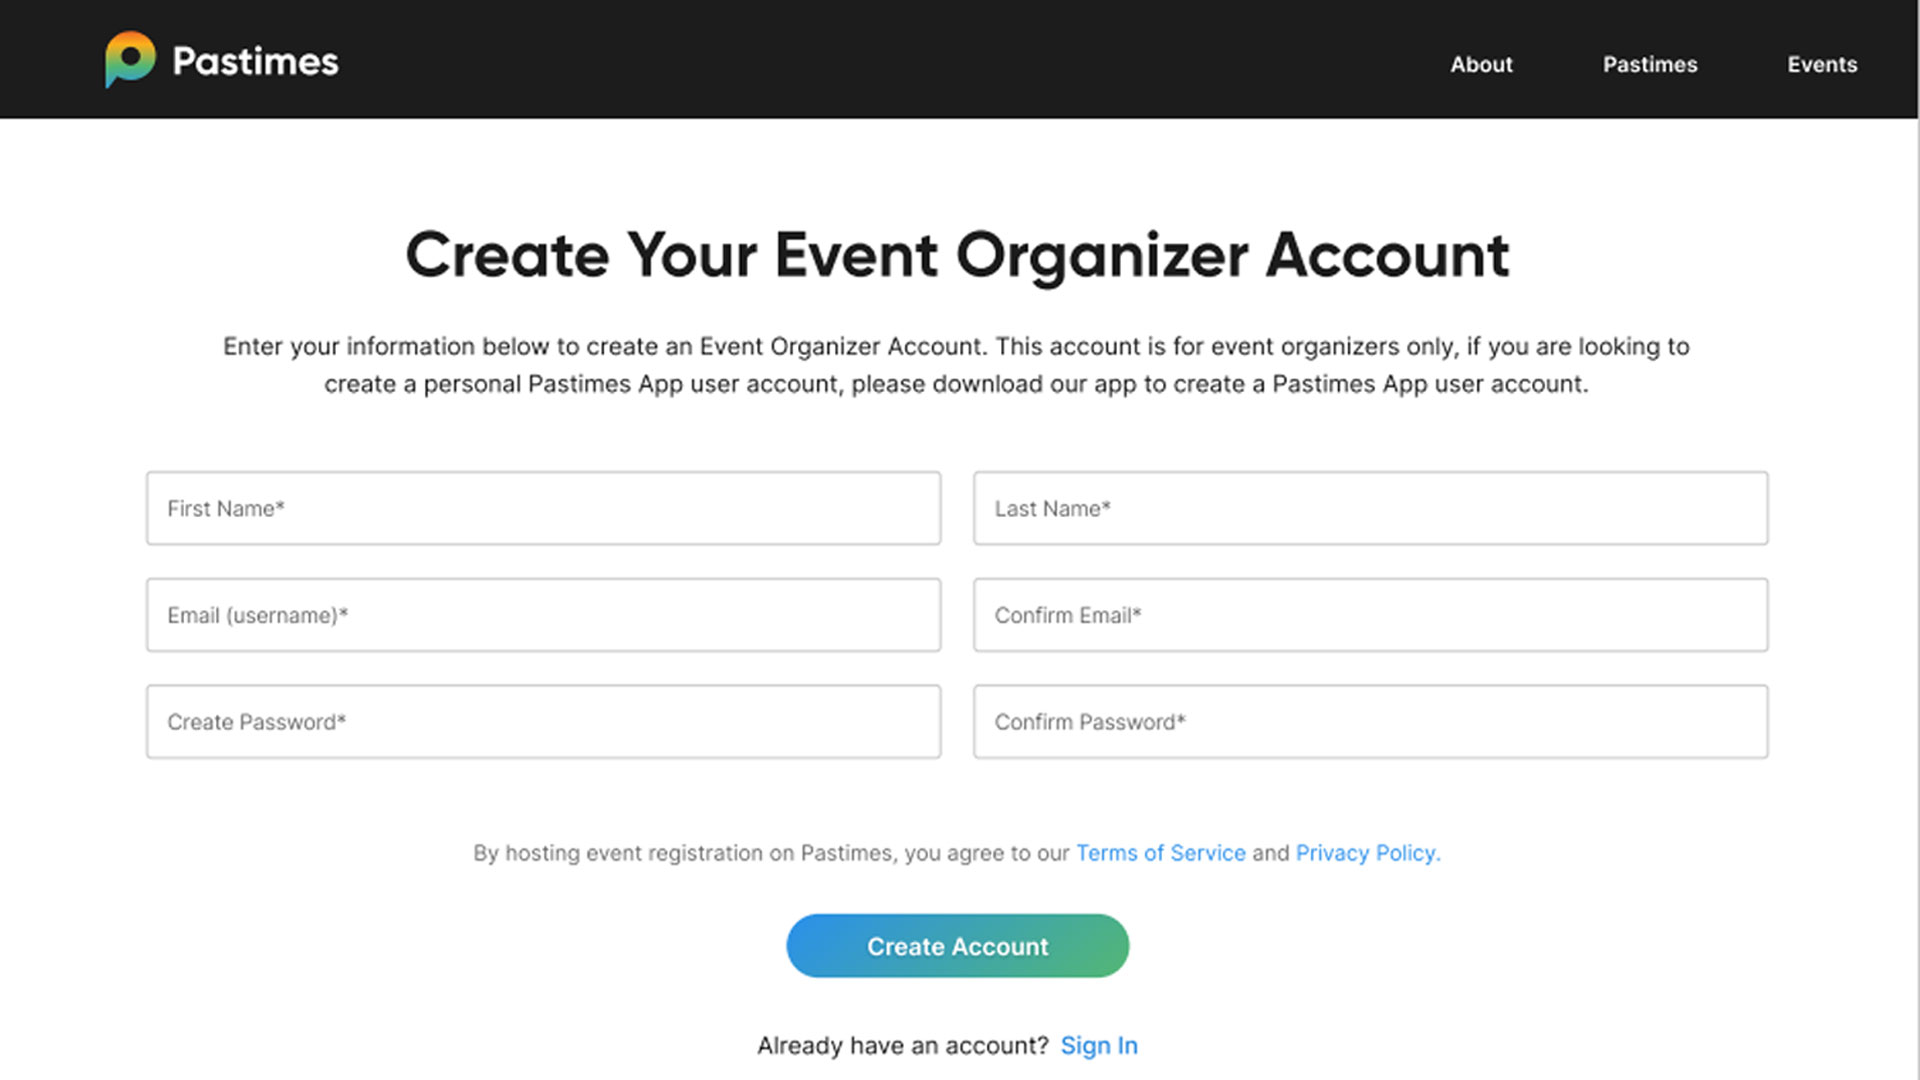 Pastimes
About Pastimes Events
Create Your Event Organizer Account
Enter your information below to create an Event Organizer Account. This account is for event organizers only, if you are looking to
create a personal Pastimes App user account, please download our app to create a Pastimes App user account.
First Name* Last Name*
Email (username)* Confirm Email*
Create Password* Confirm Password*
By hosting event registration on Pastimes, you agree to our Terms of Service and Privacy Policy.
Create Account
Already have an account? Sign In